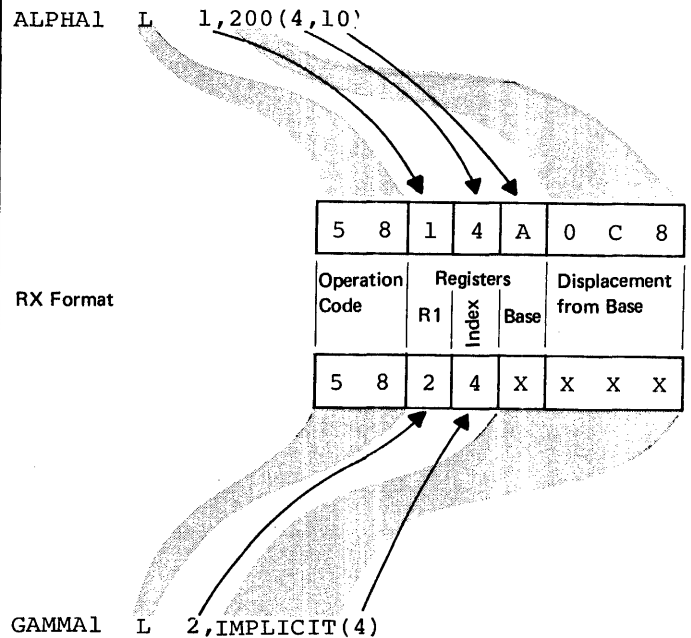 ALPHA1 L 1,200(4,10)
5 8 1 4 A 0 C 8
Operation Code
Registers
R1
Index
Base
Displacement from Base
RX Format
5 8 2 4 X X X X
GAMMA1 L 2,IMPLICIT(4)